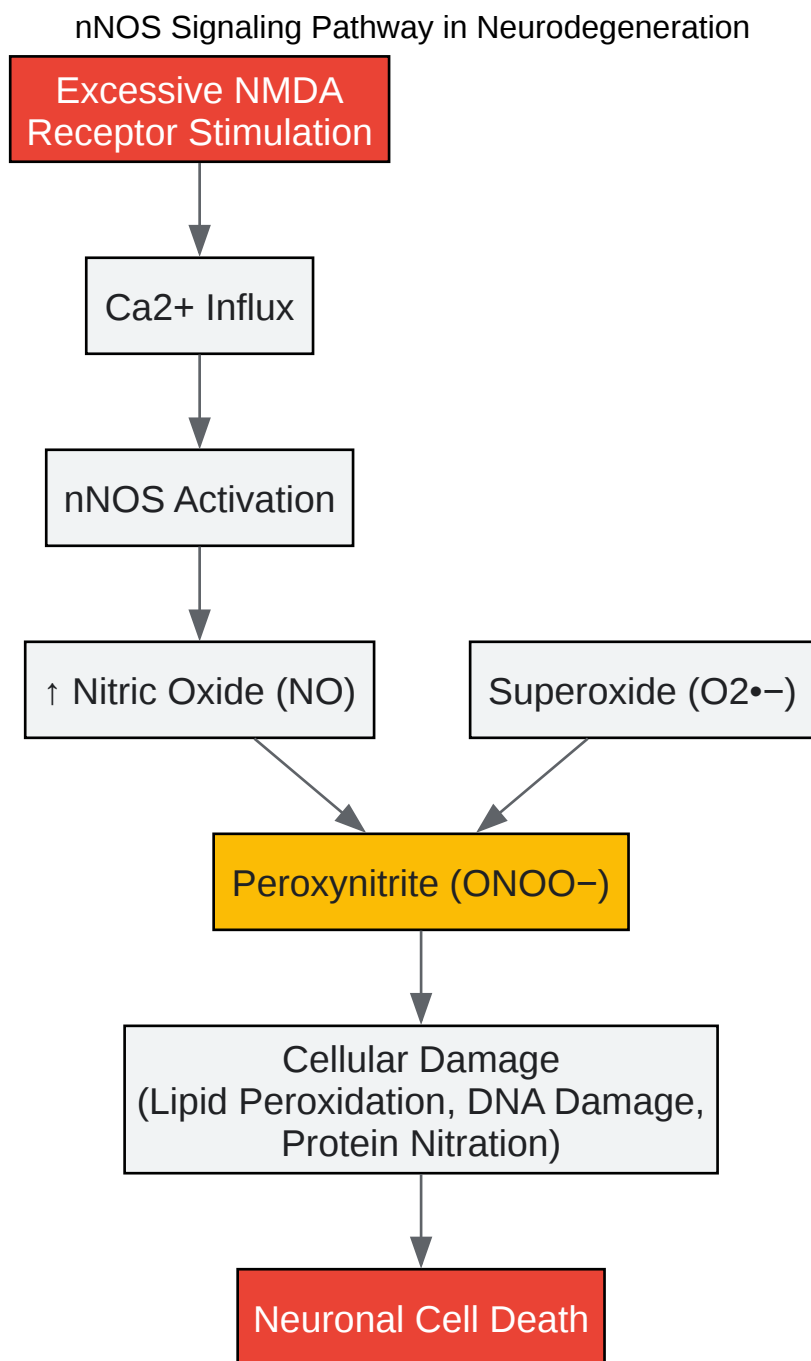 nNOS Signaling Pathway in Neurodegeneration
Excessive NMDA
Receptor Stimulation
Ca2+ Influx
nNOS Activation
↑ Nitric Oxide (NO)
Superoxide (O2•−)
Peroxynitrite (ONOO−)
Cellular Damage
(Lipid Peroxidation, DNA Damage,
Protein Nitration)
Neuronal Cell Death